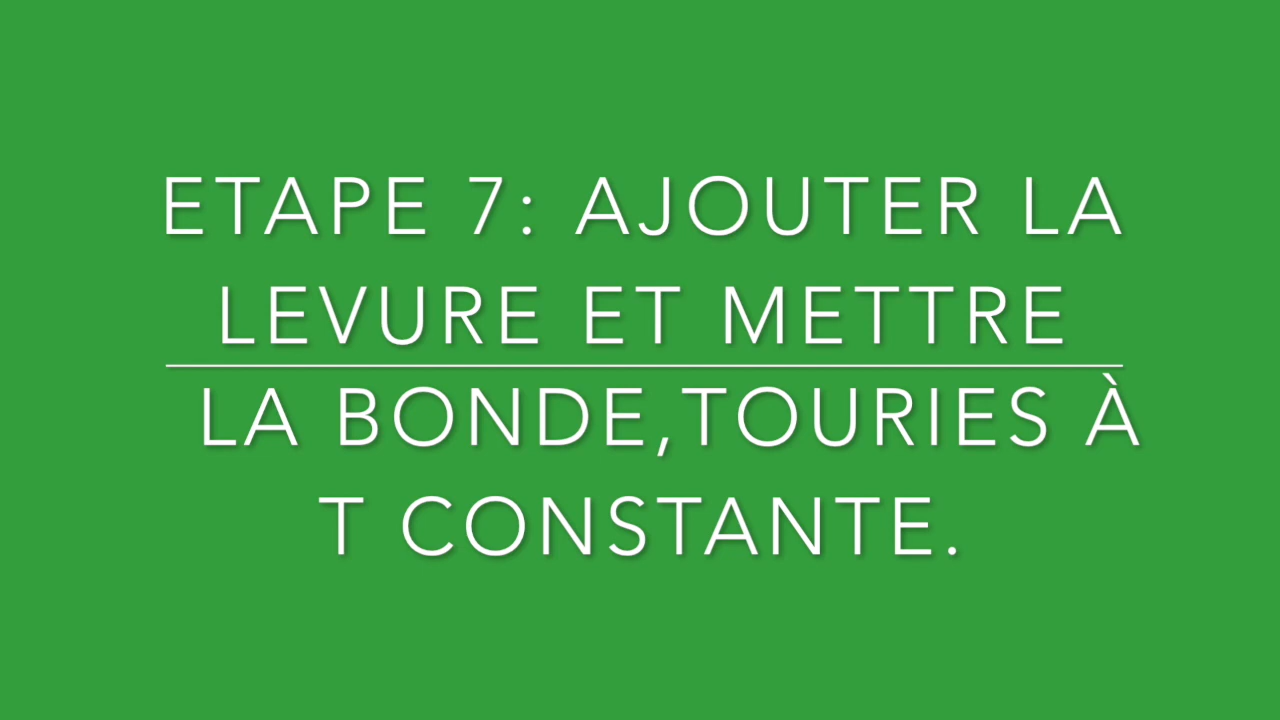 ETAPE 7: AJOUTER LA
LEVURE ET METTRE
LA BONDE,TOURIES À
T CONSTANTE.